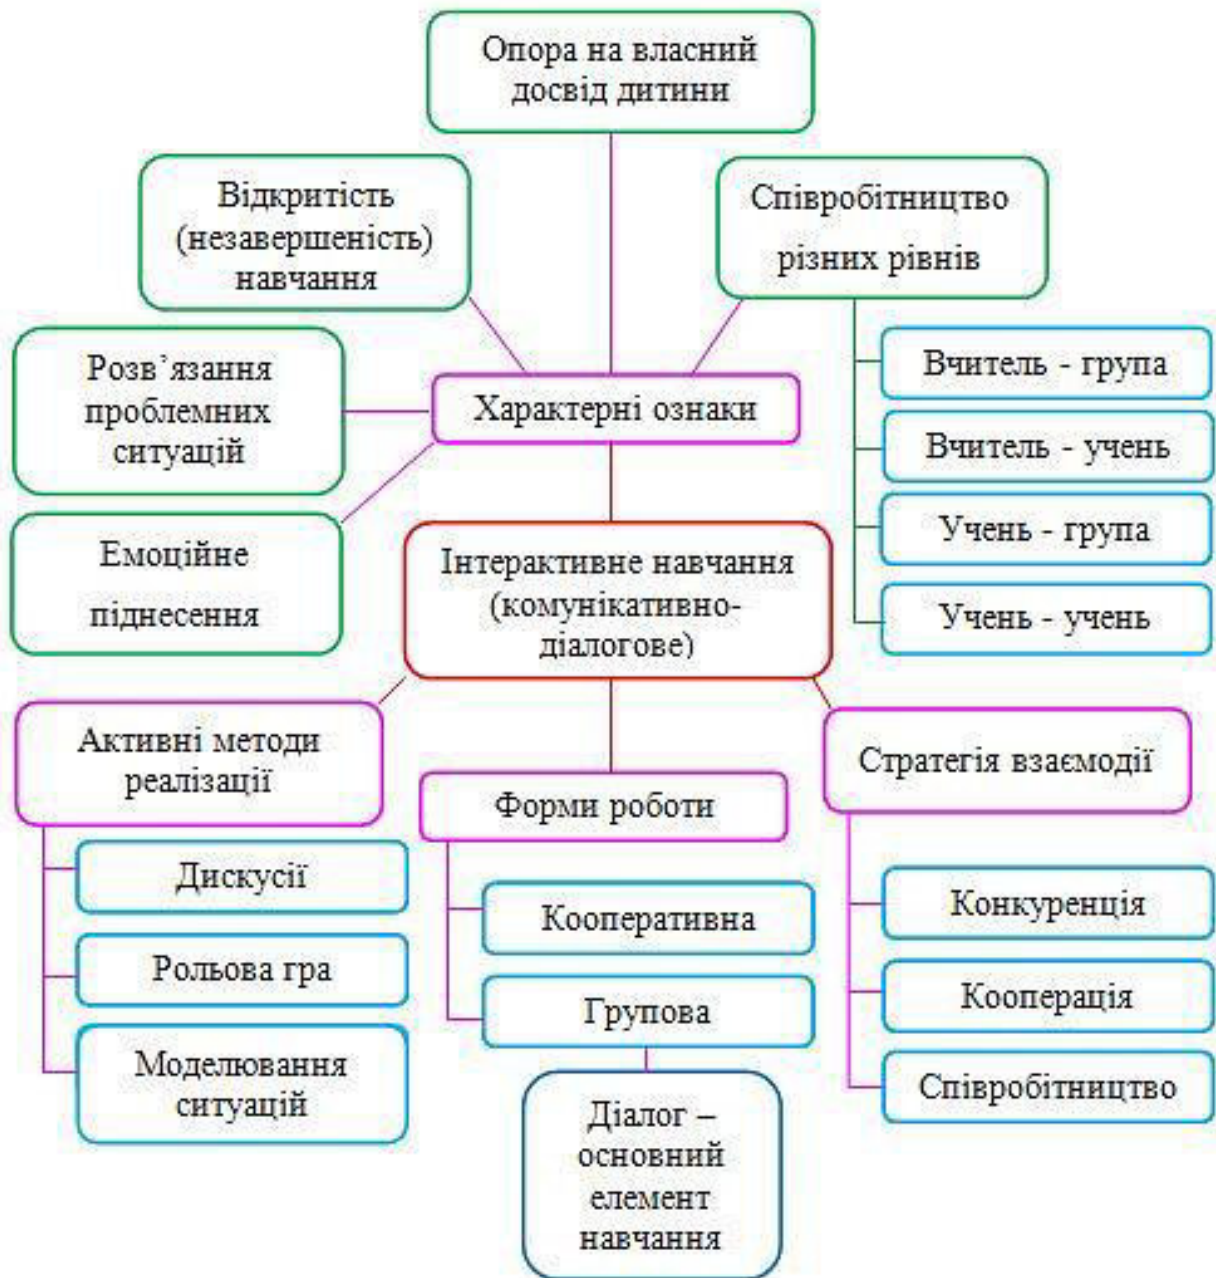 Опора на власний
досвід дитини
Відкритість
(незавершеність)
навчання
Співробітництво
різних рівнів
Розв’язання
проблемних
ситуацій
Характерні ознаки
Вчитель - група
Вчитель - учень
Учень - група
Учень - учень
Емоційне
піднесення
Інтерактивне навчання
(комунікативно-
діалогове)
Активні методи
реалізації
Дискусії
Рольова гра
Моделювання
ситуацій
Форми роботи
Кооперативна
Групова
Діалог –
основний
елемент
навчання
Стратегія взаємодії
Конкуренція
Кооперація
Співробітництво